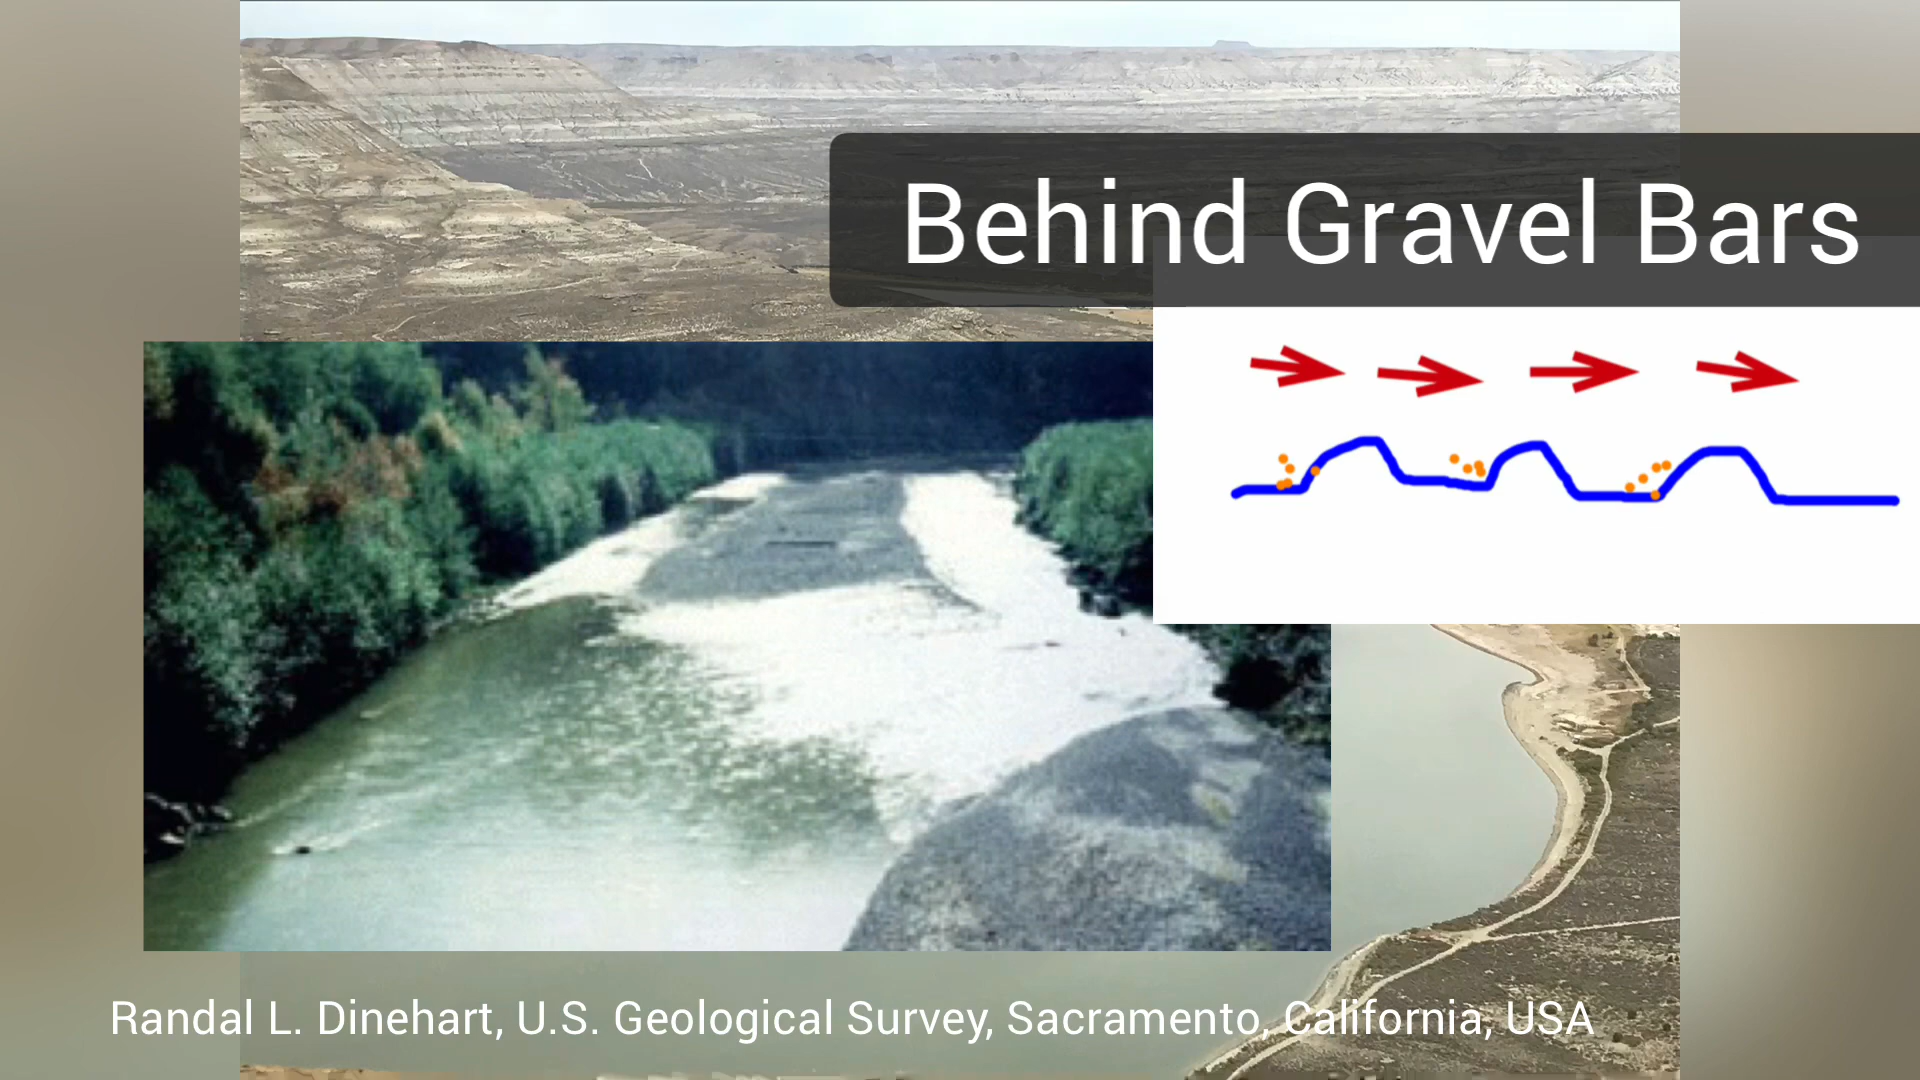 Behind Gravel Bars
Randal L. Dinehart, U.S. Geological Survey, Sacramento, California, USA